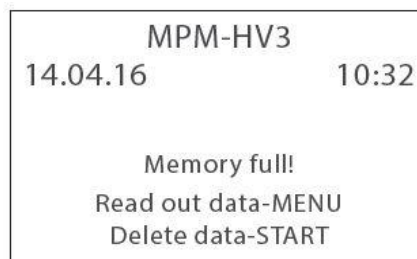 MPM-HV3
14.04.16 10:32
Memory full!
Read out data-MENU
Delete data-START